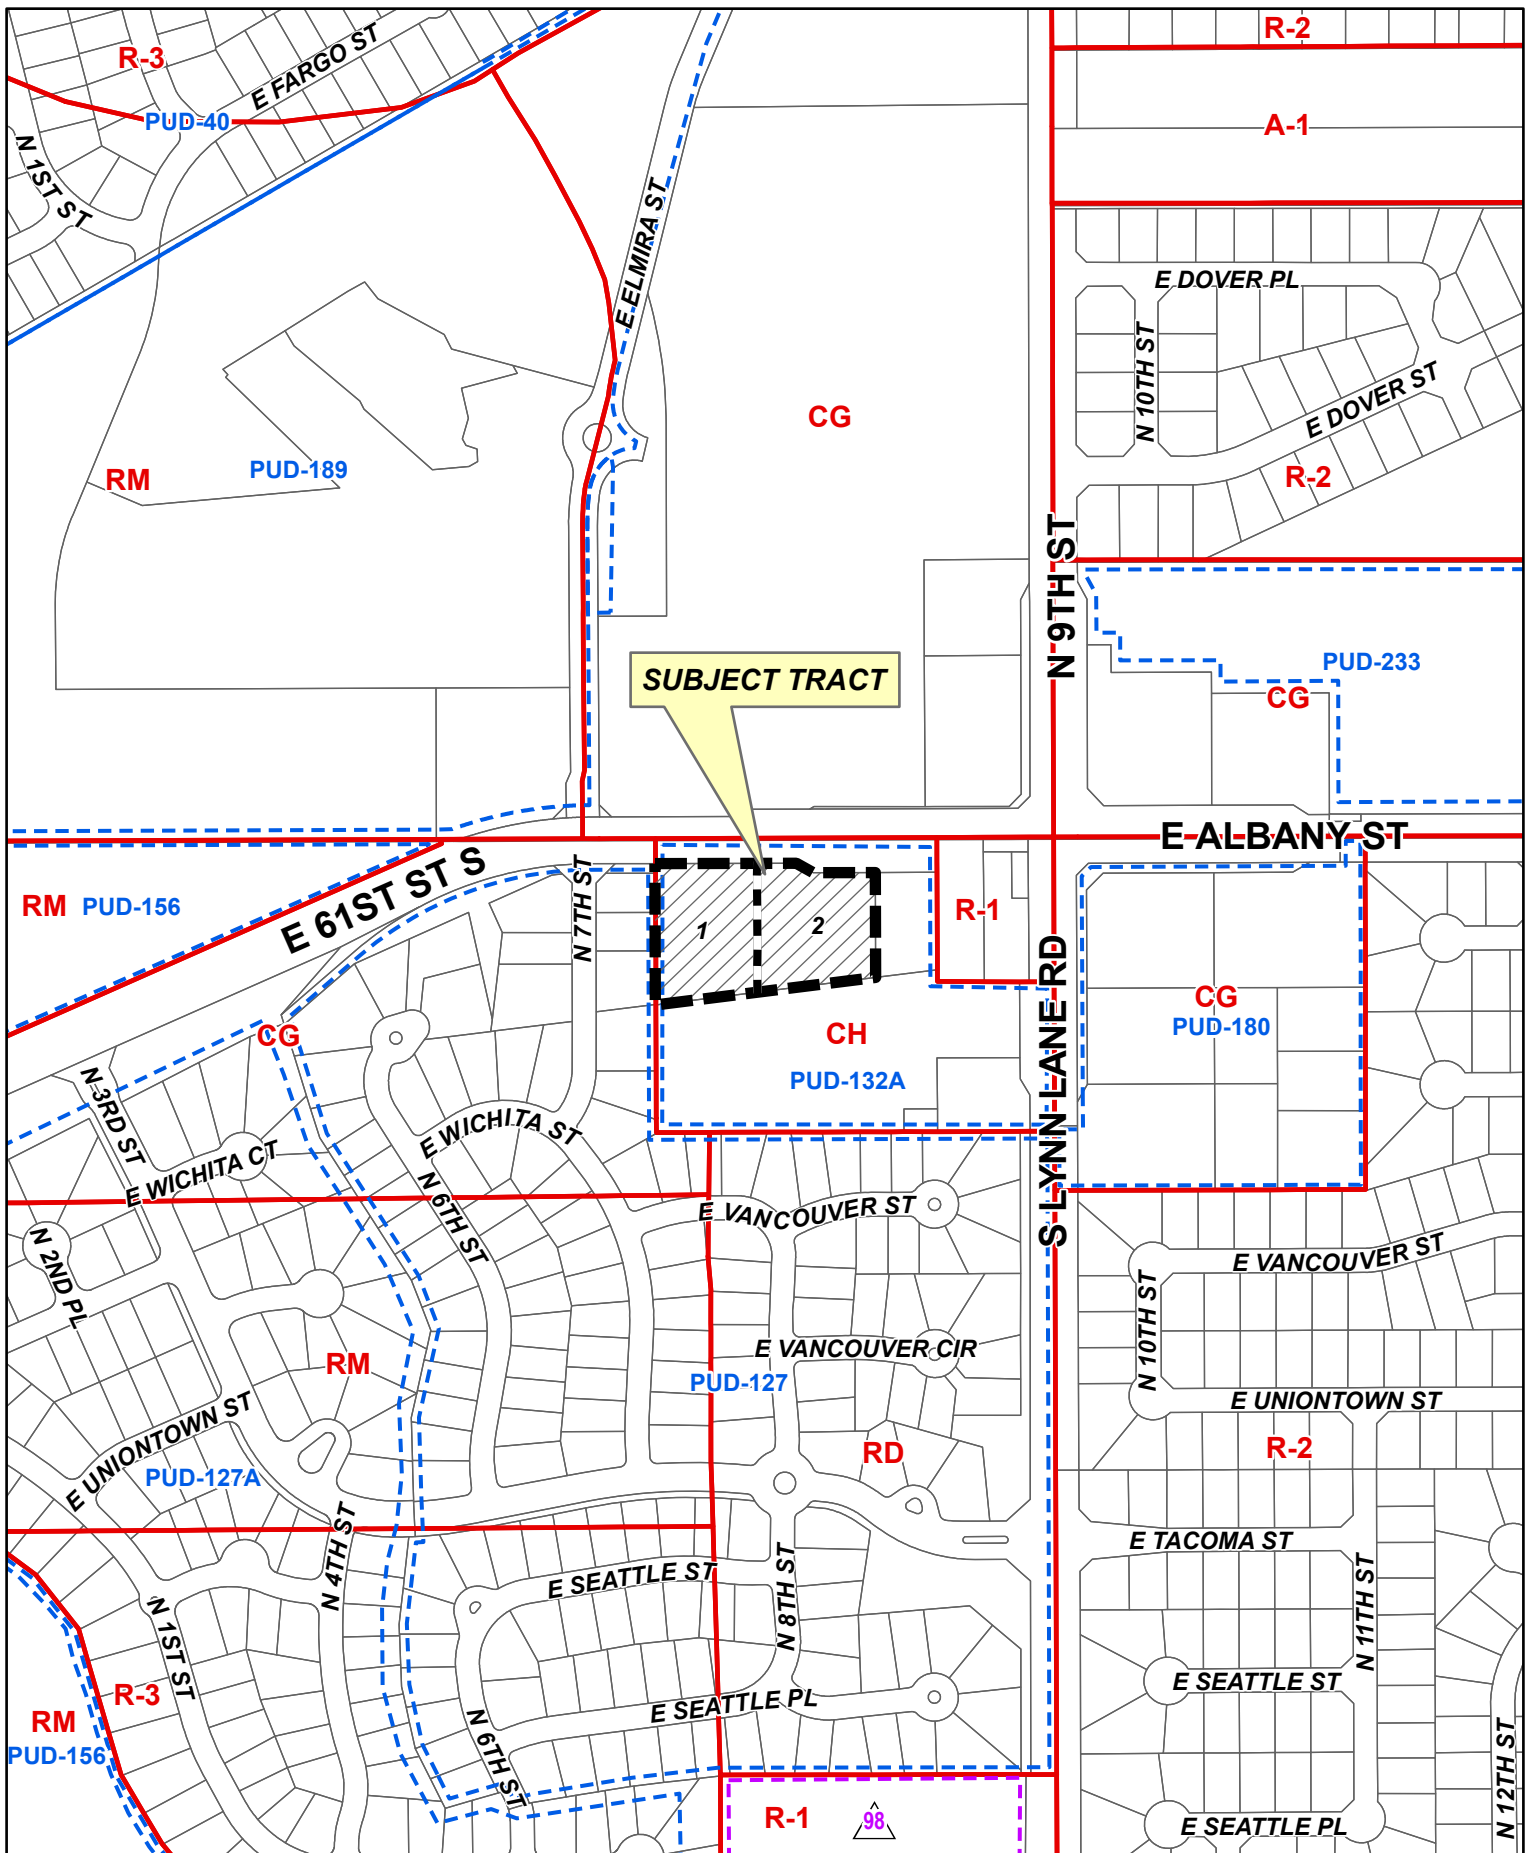 R-2
R-3
E FARGO ST
PUD-40
A-1
N 1ST ST
E ELMIRA ST
E DOVER PL
N 10TH ST
E DOVER ST
CG
RM
PUD-189
R-2
N 9TH ST
SUBJECT TRACT
PUD-233
CG
E ALBANY ST
E 61ST ST S
RM
PUD-156
N 7TH ST
1
2
R-1
S LYNN LANE RD
CG
PUD-180
CG
CH
PUD-132A
N 3RD ST
E WICHITA ST
E WICHITA CT
N 6TH ST
E VANCOUVER ST
N 2ND PL
E VANCOUVER ST
N 10TH ST
E VANCOUVER CIR
RM
PUD-127
E UNIONTOWN ST
E UNIONTOWN ST
RD
R-2
PUD-127A
N 4TH ST
E TACOMA ST
E SEATTLE ST
N 8TH ST
N 11TH ST
N 1ST ST
E SEATTLE ST
R-3
E SEATTLE PL
RM
PUD-156
N 6TH ST
N 12TH ST
R-1
98
E SEATTLE PL